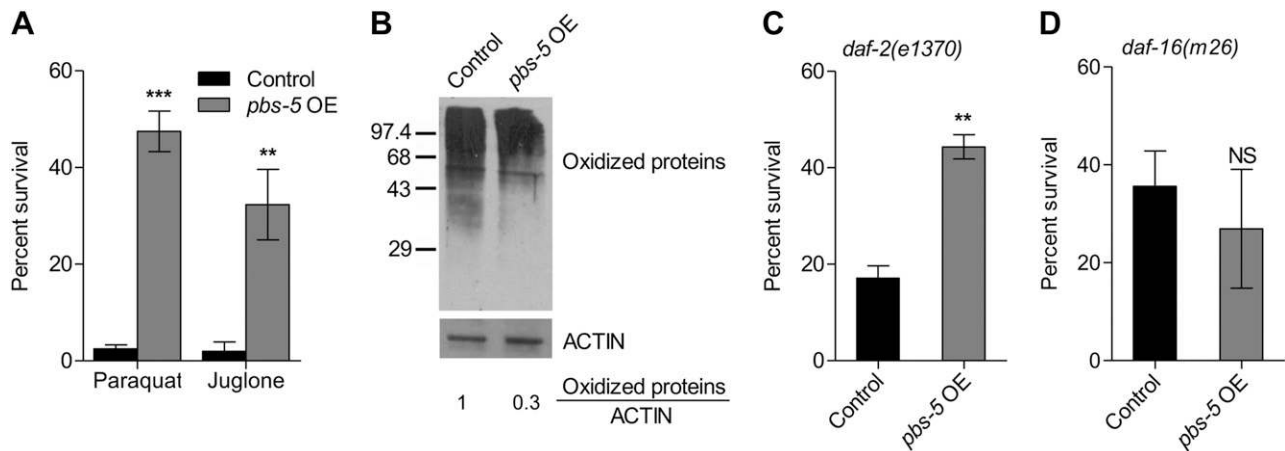 A
Percent survival
60
40
20
0
Control
pbs-5 OE
***
**
Paraquat
Juglone
B
Control
pbs-5 OE
97.4
68
43
29
Oxidized proteins
ACTIN
1
0.3
Oxidized proteins
ACTIN
C
daf-2(e1370)
Percent survival
60
40
20
0
**
Control
pbs-5 OE
D
daf-16(m26)
Percent survival
60
40
20
0
NS
Control
pbs-5 OE